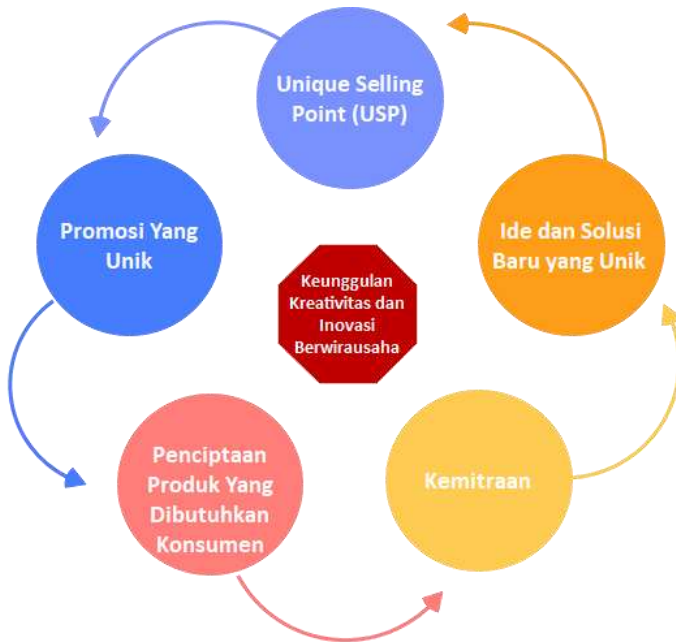 Unique Selling
Point (USP)
Promosi Yang
Unik
Ide dan Solusi
Baru yang Unik
Keunggulan
Kreativitas dan
Inovasi
Berwirausaha
Penciptaan
Produk Yang
Dibutuhkan
Konsumen
Kemitraan